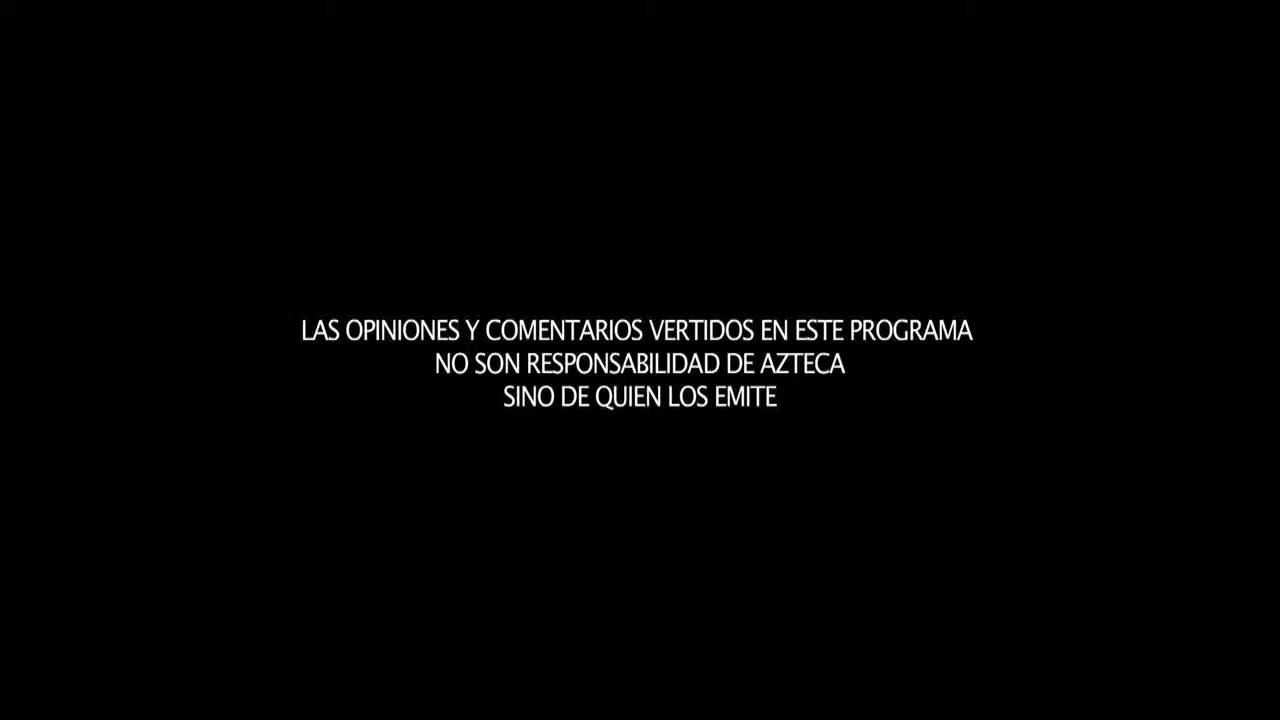 LAS OPINIONES Y COMENTARIOS VERTIDOS EN ESTE PROGRAMA
NO SON RESPONSABILIDAD DE AZTECA
SINO DE QUIEN LOS EMITE